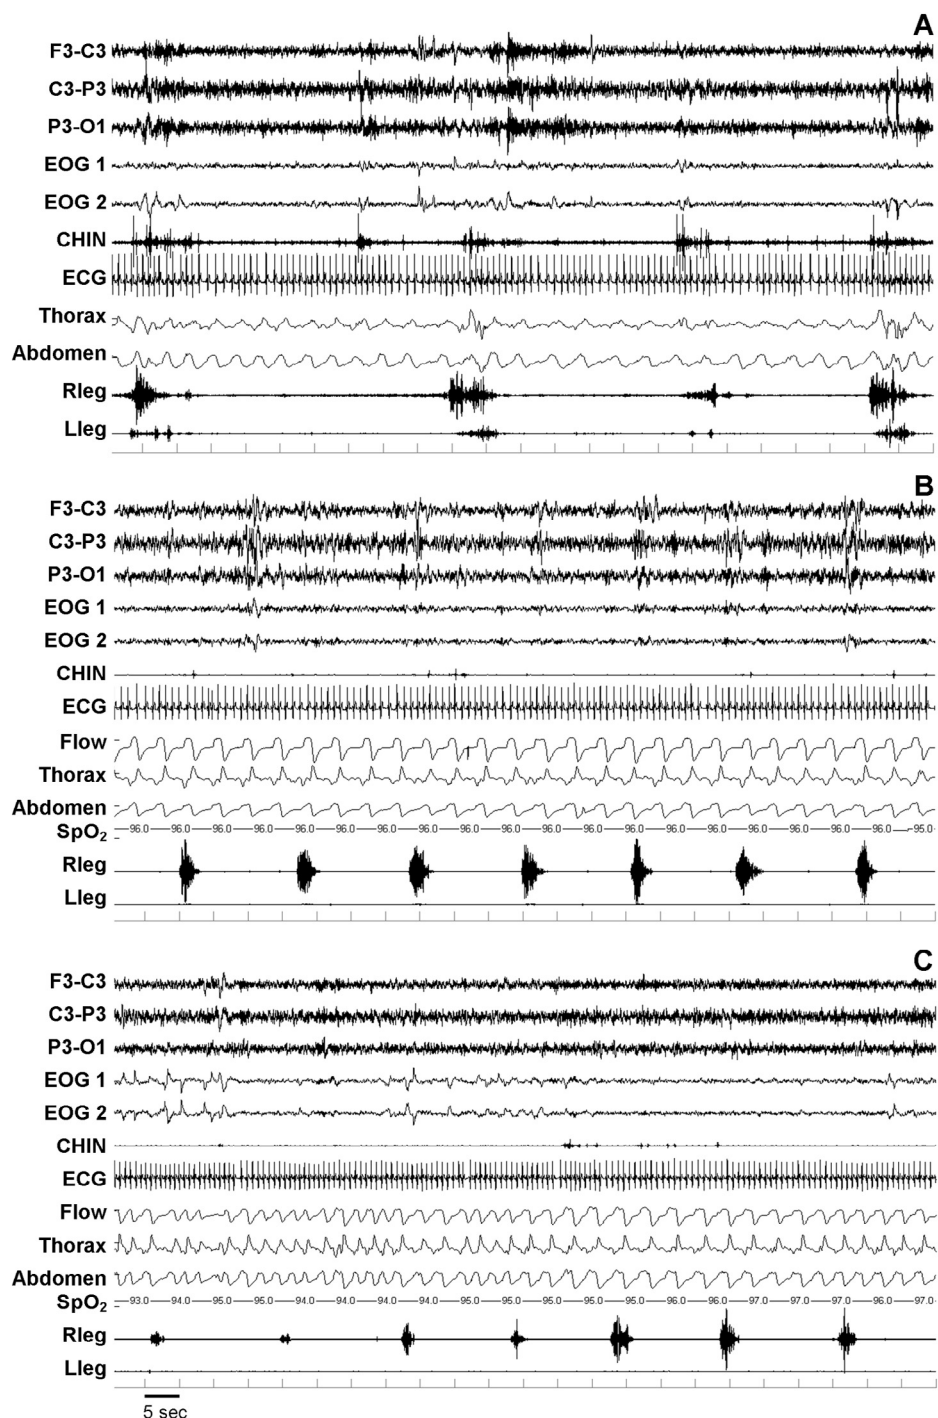 A
F3-C3
C3-P3
P3-O1
EOG 1
EOG 2
CHIN
ECG
Thorax
Abdomen
Rleg
Lleg
B
F3-C3
C3-P3
P3-O1
EOG 1
EOG 2
CHIN
ECG
Flow
Thorax
Abdomen
SpO₂ 96.0 96.0 96.0 96.0 96.0 96.0 96.0 96.0 96.0 96.0 96.0 96.0 96.0 96.0 96.0 96.0 96.0 96.0 96.0 95.0
Rleg
Lleg
C
F3-C3
C3-P3
P3-O1
EOG 1
EOG 2
CHIN
ECG
Flow
Thorax
Abdomen
SpO₂ 93.0 94.0 95.0 95.0 94.0 94.0 94.0 94.0 95.0 95.0 95.0 95.0 95.0 96.0 96.0 97.0 97.0 97.0 96.0 97.0
Rleg
Lleg
5 sec